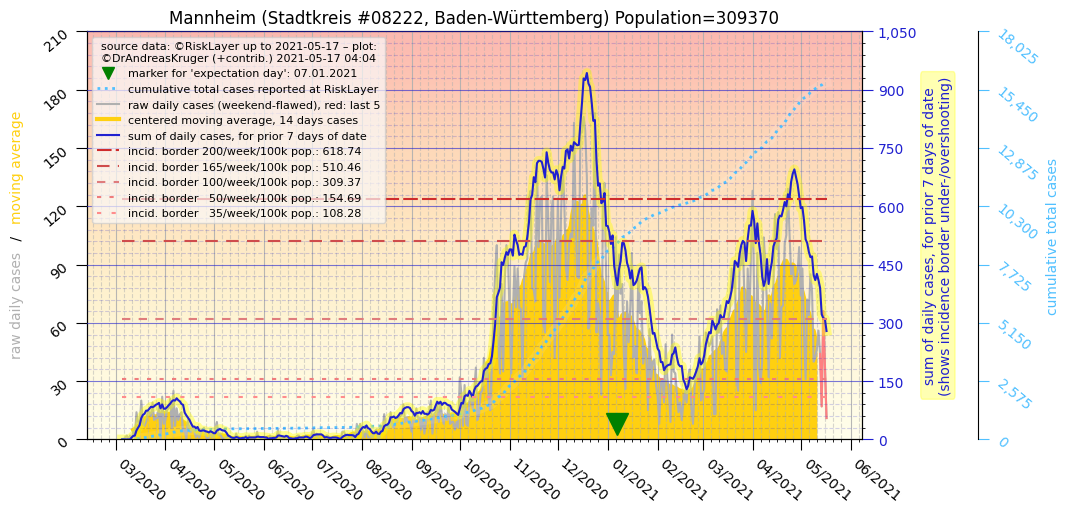 Mannheim (Stadtkreis #08222, Baden-Württemberg) Population=309370
source data: ©RiskLayer up to 2021-05-17 – plot:
©DrAndreasKruger (+contrib.) 2021-05-17 04:04
marker for 'expectation day': 07.01.2021
cumulative total cases reported at RiskLayer
raw daily cases (weekend-flawed), red: last 5
centered moving average, 14 days cases
sum of daily cases, for prior 7 days of date
incid. border 200/week/100k pop.: 618.74
incid. border 165/week/100k pop.: 510.46
incid. border 100/week/100k pop.: 309.37
incid. border   50/week/100k pop.: 154.69
incid. border   35/week/100k pop.: 108.28
raw daily cases / moving average
210
180
150
120
90
60
30
0
03/2020
04/2020
05/2020
06/2020
07/2020
08/2020
09/2020
10/2020
11/2020
12/2020
01/2021
02/2021
03/2021
04/2021
05/2021
06/2021
1,050
900
750
600
450
300
150
0
sum of daily cases, for prior 7 days of date
(shows incidence border under-/overshooting)
18,025
15,450
12,875
10,300
7,725
5,150
2,575
0
cumulative total cases